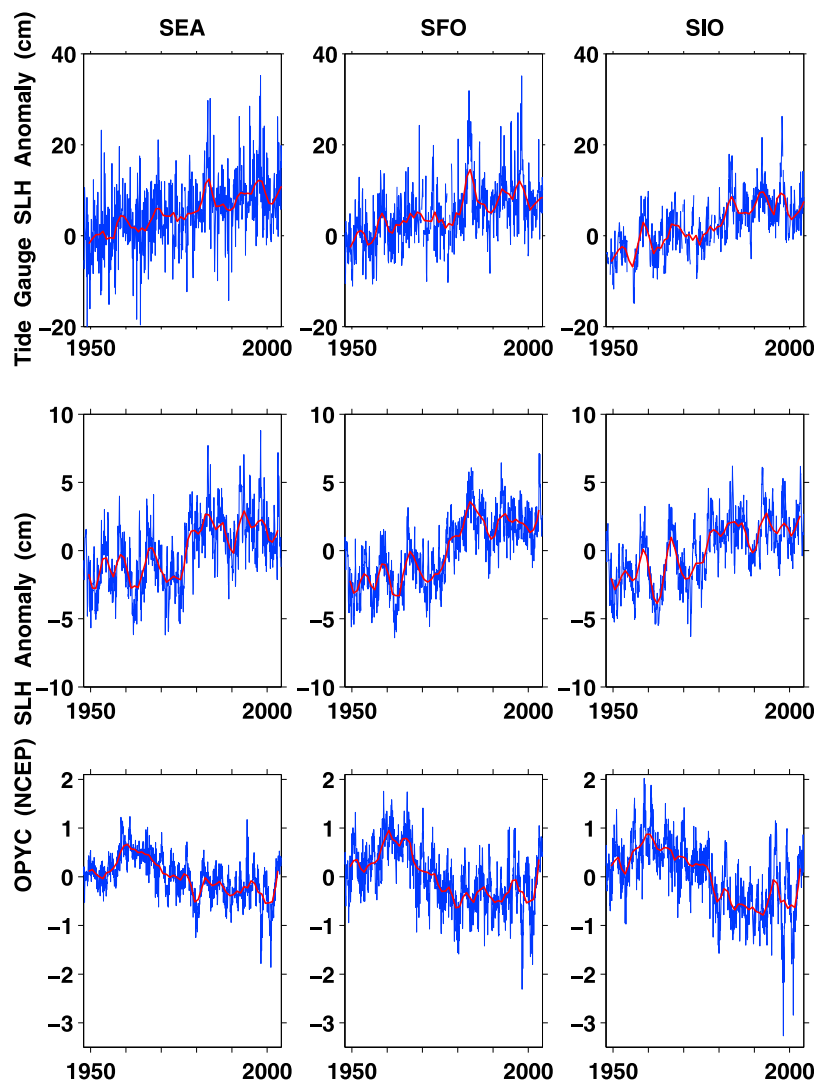 SEA SFO SIO
Tide Gauge SLH Anomaly (cm)
40 40 40
20 20 20
0 0 0
−20 −20 −20
1950 2000 1950 2000 1950 2000
OPYC (NCEP) SLH Anomaly (cm)
10 10 10
5 5 5
0 0 0
−5 −5 −5
−10 −10 −10
1950 2000 1950 2000 1950 2000
2 2 2
1 1 1
0 0 0
−1 −1 −1
−2 −2 −2
−3 −3 −3
1950 2000 1950 2000 1950 2000